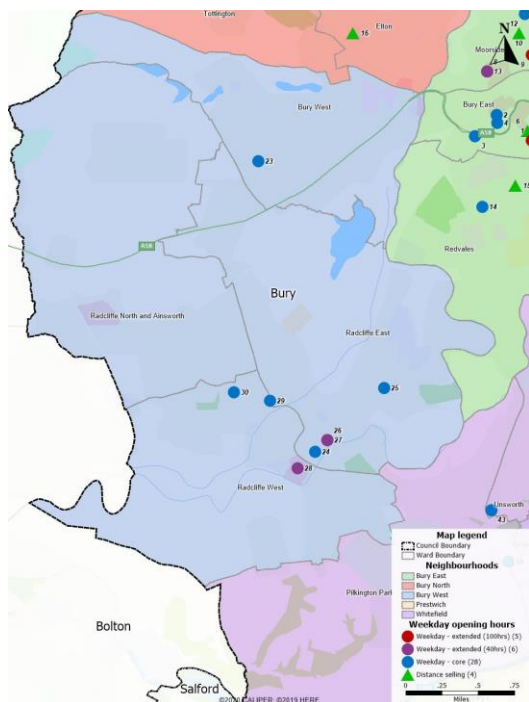 Tottington
Elton
16
12
10
Moorside
N
9
8
13
Bury West
Bury East
2
4
6
A58
1
3
23
15
14
Redvales
A58
Bury
Radcliffe North and Ainsworth
Radcliffe East
30
29
25
26
27
24
28
Radcliffe West
Unsworth
43
Pilkington Park
Bolton
Salford
Map legend
Council Boundary
Ward Boundary
Neighbourhoods
Bury East
Bury North
Bury West
Prestwich
Whitefield
Weekday opening hours
Weekday - extended (100hrs) (5)
Weekday - extended (40hrs) (6)
Weekday - core (28)
Distance selling (4)
0 .25 .5 .75
Miles
©2020 CALIPER; ©2019 HERE